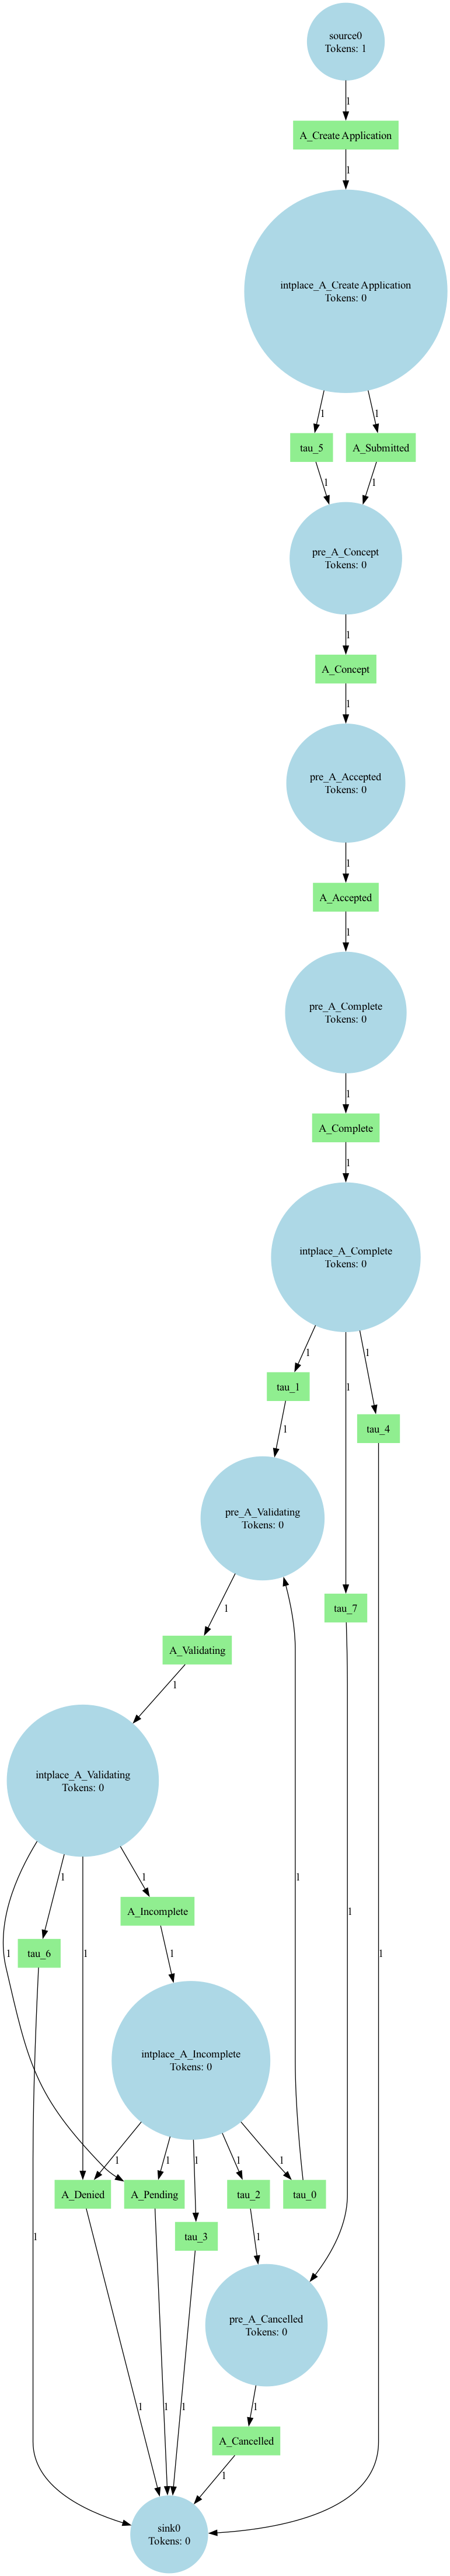 source0
Tokens: 1
1
A_Create Application
1
intplace_A_Create Application
Tokens: 0
1
1
tau_5
A_Submitted
1
1
pre_A_Concept
Tokens: 0
1
A_Concept
1
pre_A_Accepted
Tokens: 0
1
A_Accepted
1
pre_A_Complete
Tokens: 0
1
A_Complete
1
intplace_A_Complete
Tokens: 0
1
1
1
tau_1
tau_4
1
pre_A_Validating
Tokens: 0
1
tau_7
A_Validating
1
intplace_A_Validating
Tokens: 0
1
1
1
1
1
1
1
A_Incomplete
tau_6
1
intplace_A_Incomplete
Tokens: 0
1
1
1
1
1
A_Denied
A_Pending
tau_2
tau_0
tau_3
1
1
pre_A_Cancelled
Tokens: 0
1
1
1
1
A_Cancelled
1
sink0
Tokens: 0